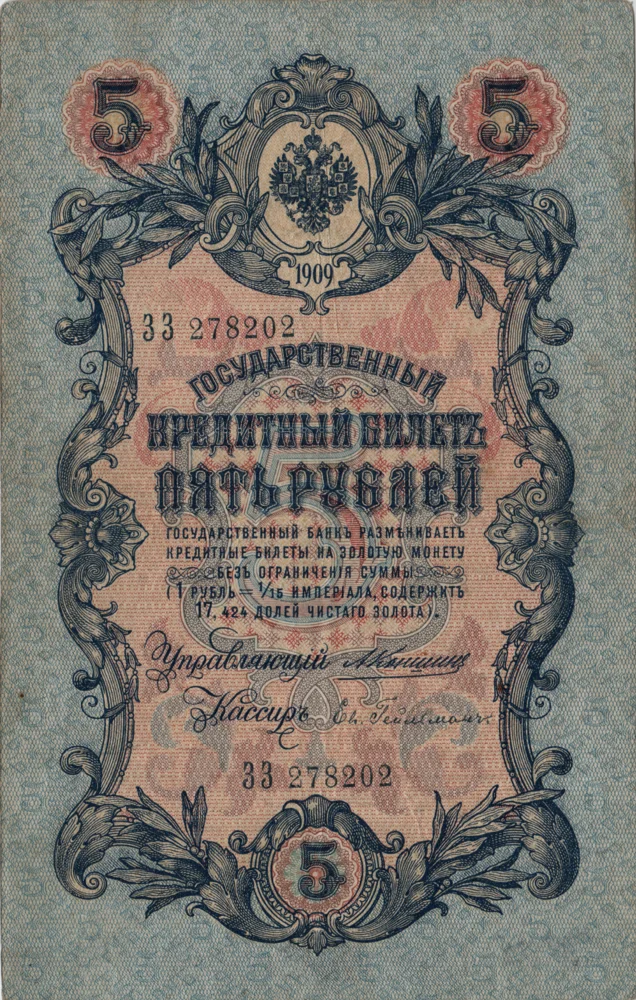 5 5
1909
ЗЗ 278202
ГОСУДАРСТВЕННЫЙ
КРЕДИТНЫЙ БИЛЕТЪ
ПЯТЬ РУБЛЕЙ
ГОСУДАРСТВЕННЫЙ БАНКЪ РАЗМѢНИВАЕТЪ
КРЕДИТНЫЕ БИЛЕТЫ НА ЗОЛОТУЮ МОНЕТУ
БЕЗЪ ОГРАНИЧЕНІЯ СУММЫ
(1 РУБЛЬ = 1/15 ИМПЕРІАЛА, СОДЕРЖИТЪ
17,424 ДОЛЕЙ ЧИСТАГО ЗОЛОТА).
Управляющій АКоншинъ
Кассиръ
ЗЗ 278202
5